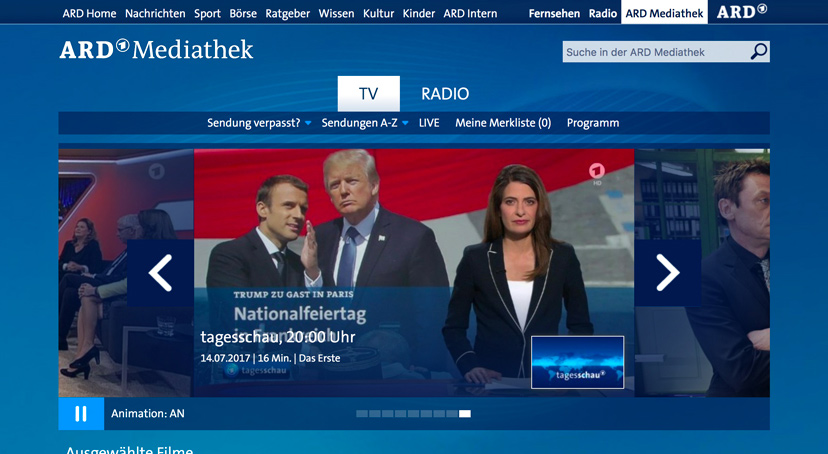 ARD Home Nachrichten Sport Börse Ratgeber Wissen Kultur Kinder ARD Intern Fernsehen Radio ARD Mediathek ARD
ARD Mediathek
Suche in der ARD Mediathek
TV RADIO
Sendung verpasst? Sendungen A-Z LIVE Meine Merkliste (0) Programm
HD
TRUMP ZU GAST IN PARIS
Nationalfeiertag
in
tagesschau, 20:00 Uhr
14.07.2017 | 16 Min. | Das Erste
tagesschau
tagesschau
Animation: AN
Ausgewählte Filme